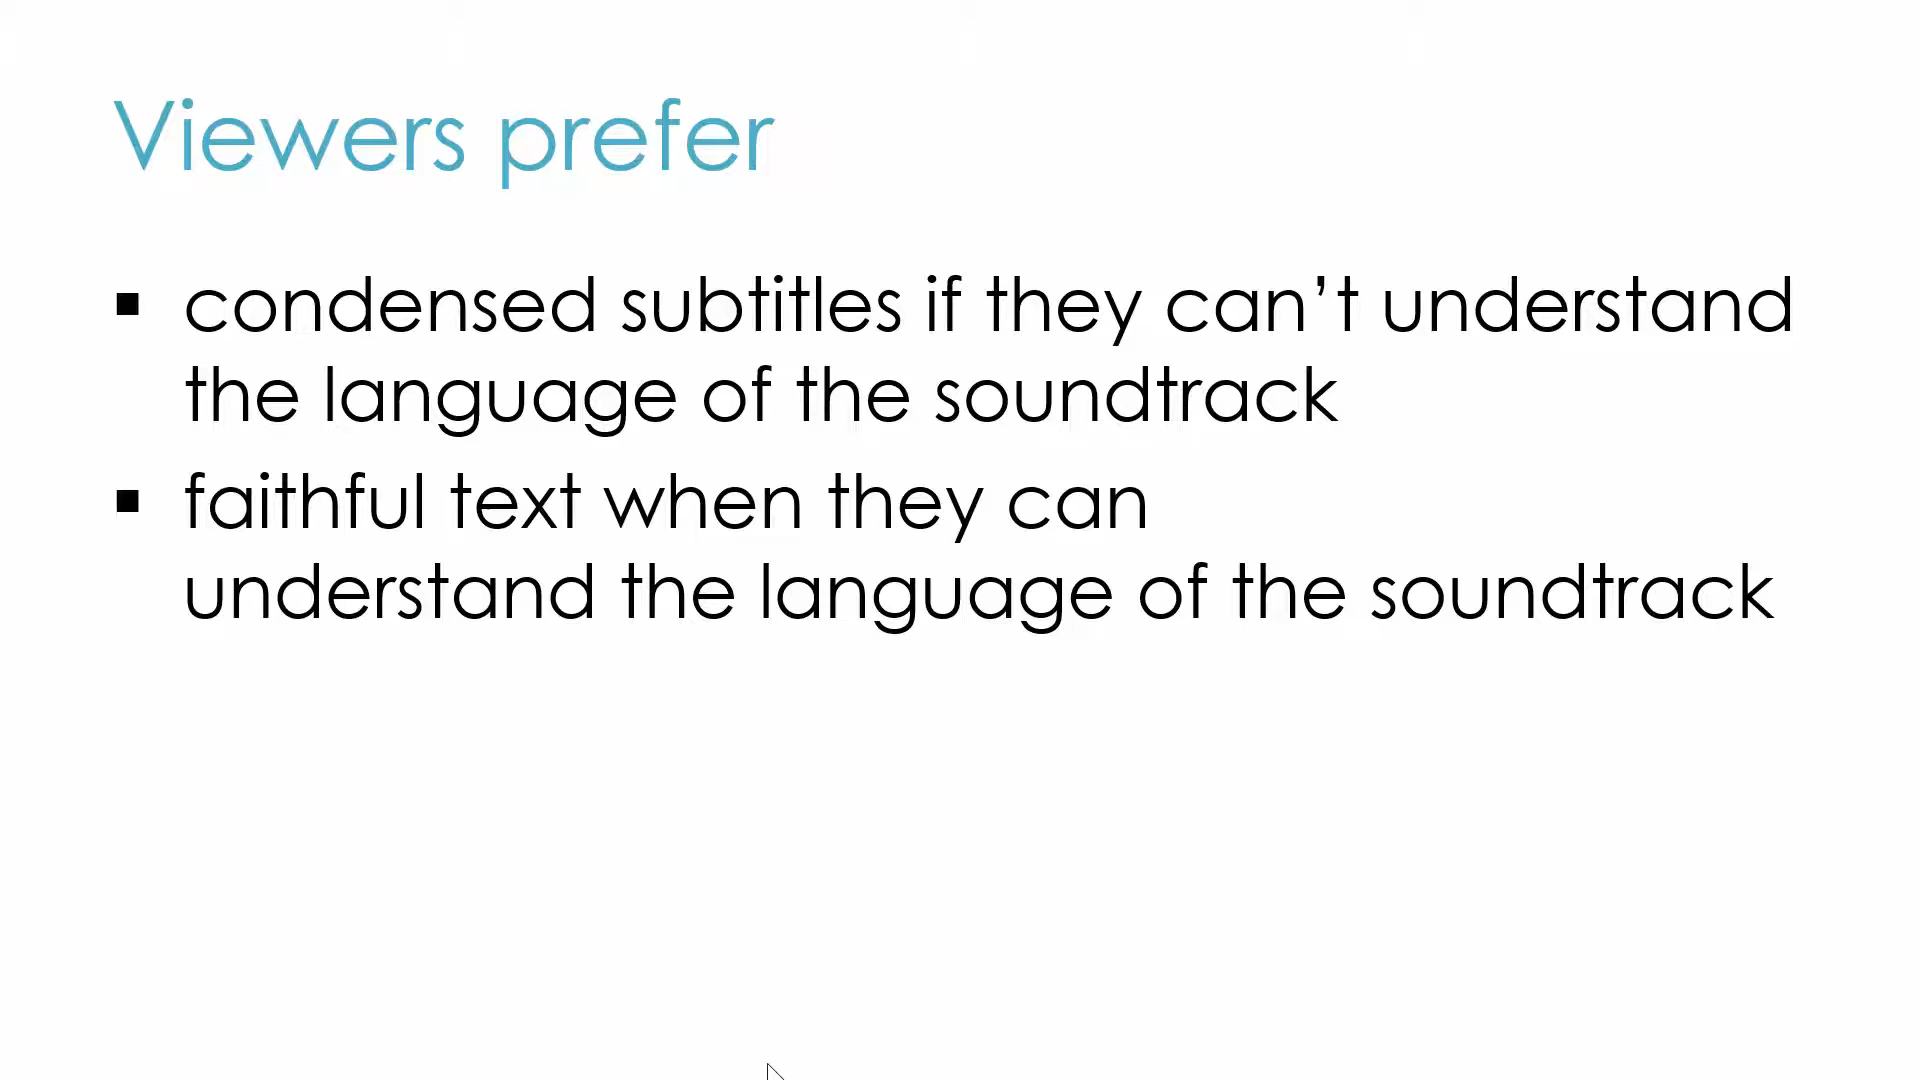 Viewers prefer
▪ condensed subtitles if they can’t understand
the language of the soundtrack
▪ faithful text when they can
understand the language of the soundtrack